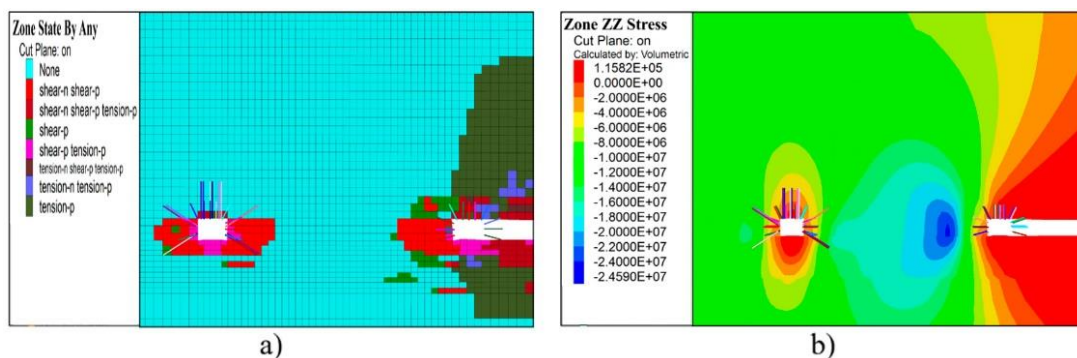 Zone State By Any
Cut Plane: on
None
shear-n shear-p
shear-n shear-p tension-p
shear-p
shear-p tension-p
tension-n shear-p tension-p
tension-n tension-p
tension-p
a)
Zone ZZ Stress
Cut Plane: on
Calculated by: Volumetric
1.1582E+05
0.0000E+00
-2.0000E+06
-4.0000E+06
-6.0000E+06
-8.0000E+06
-1.0000E+07
-1.2000E+07
-1.4000E+07
-1.6000E+07
-1.8000E+07
-2.0000E+07
-2.2000E+07
-2.4000E+07
-2.4590E+07
b)